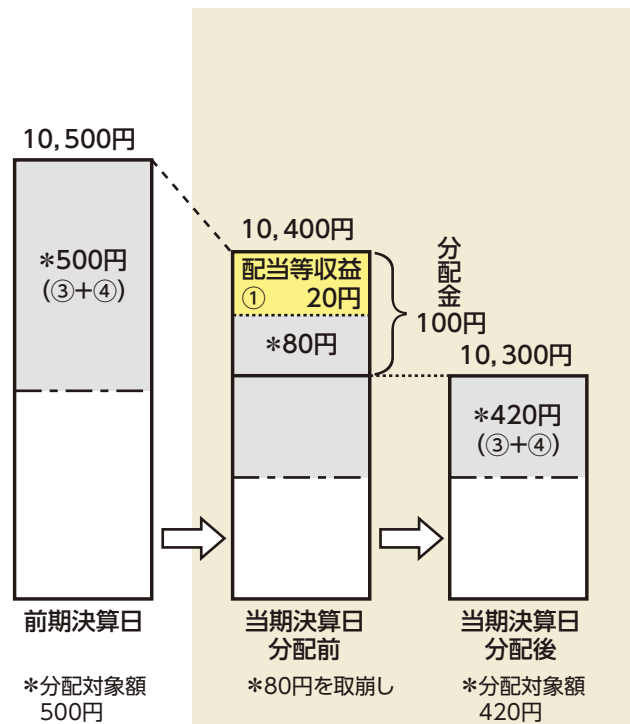 10,500円
*500円
(③+④)
10,400円
配当等収益
① 20円
*80円
分配金
100円
10,300円
*420円
(③+④)
前期決算日
当期決算日
分配前
当期決算日
分配後
*分配対象額
500円
*80円を取崩し
*分配対象額
420円